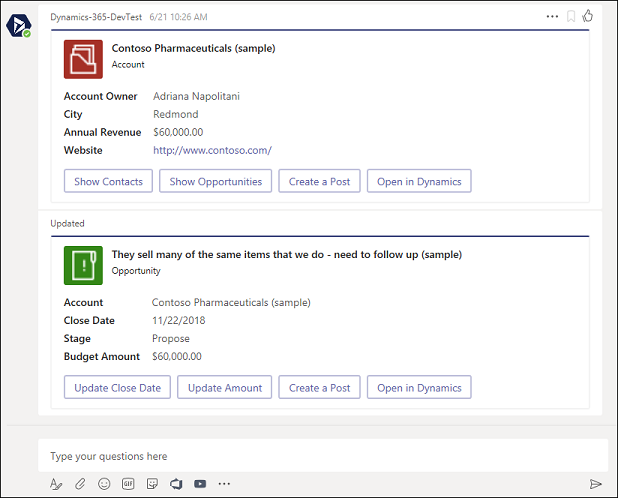 Dynamics-365-DevTest 6/21 10:26 AM
Contoso Pharmaceuticals (sample)
Account
Account Owner Adriana Napolitani
City Redmond
Annual Revenue $60,000.00
Website http://www.contoso.com/
Show Contacts Show Opportunities Create a Post Open in Dynamics
Updated
They sell many of the same items that we do - need to follow up (sample)
Opportunity
Account Contoso Pharmaceuticals (sample)
Close Date 11/22/2018
Stage Propose
Budget Amount $60,000.00
Update Close Date Update Amount Create a Post Open in Dynamics
Type your questions here
GIF